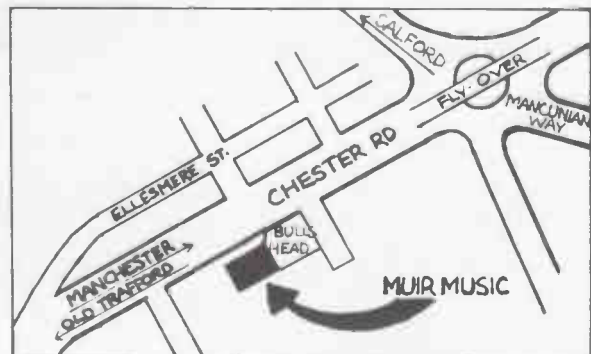 SALFORD
FLY-OVER
MANCUNIAN
WAY
ELLESMERE ST.
CHESTER RD
BULLS
HEAD
MANCHESTER
OLD TRAFFORD
MUIR MUSIC